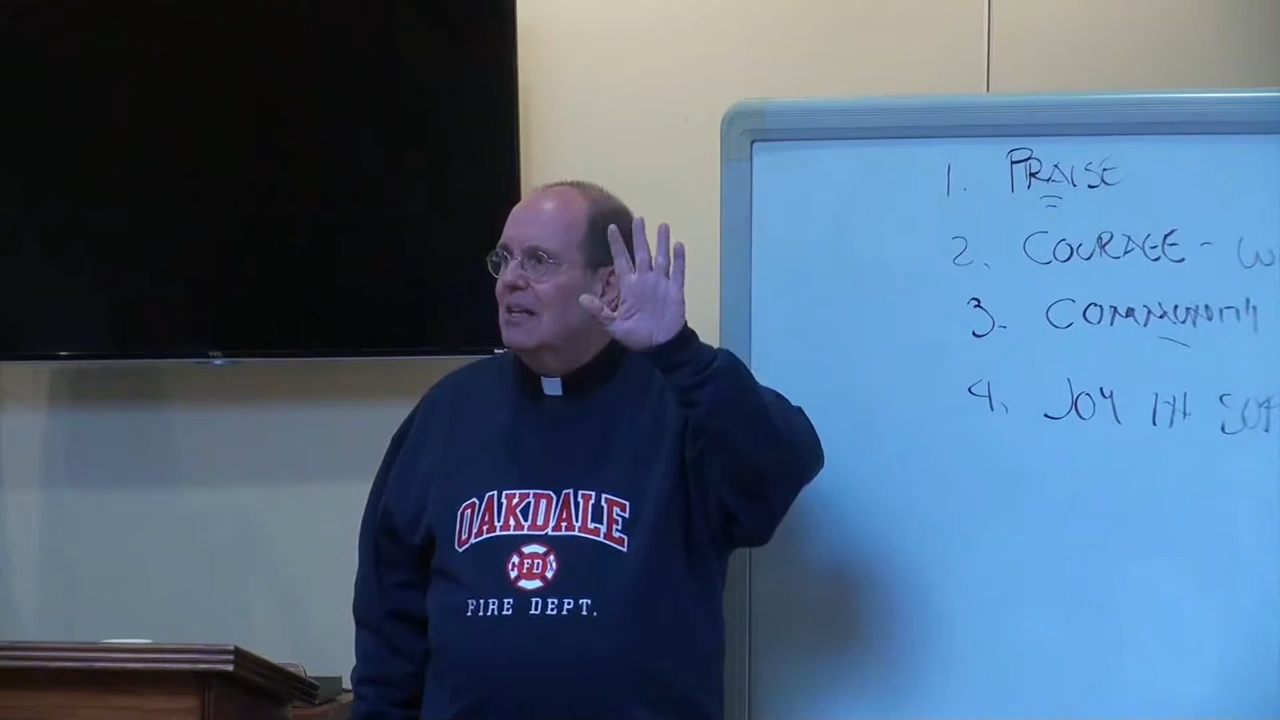 1. PRAISE
2. COURAGE -
3. COMMUNITY
4. JOY IN
OAKDALE
FD
FIRE DEPT.